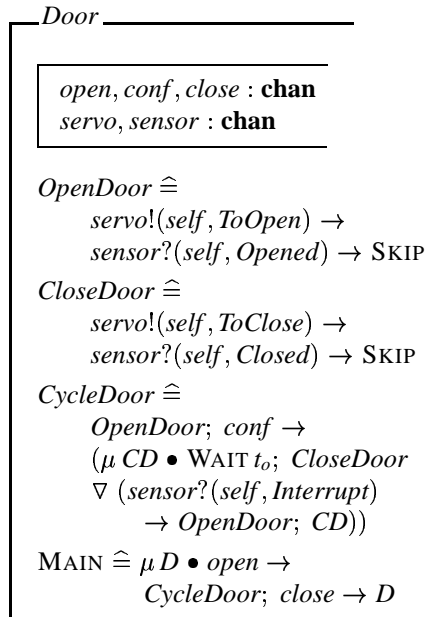 Door
open, conf, close : chan
servo, sensor : chan
OpenDoor ≙
servo!(self, ToOpen) →
sensor?(self, Opened) → SKIP
CloseDoor ≙
servo!(self, ToClose) →
sensor?(self, Closed) → SKIP
CycleDoor ≙
OpenDoor; conf →
(μ CD • WAIT tₒ; CloseDoor
∇ (sensor?(self, Interrupt)
→ OpenDoor; CD))
MAIN ≙ μ D • open →
CycleDoor; close → D